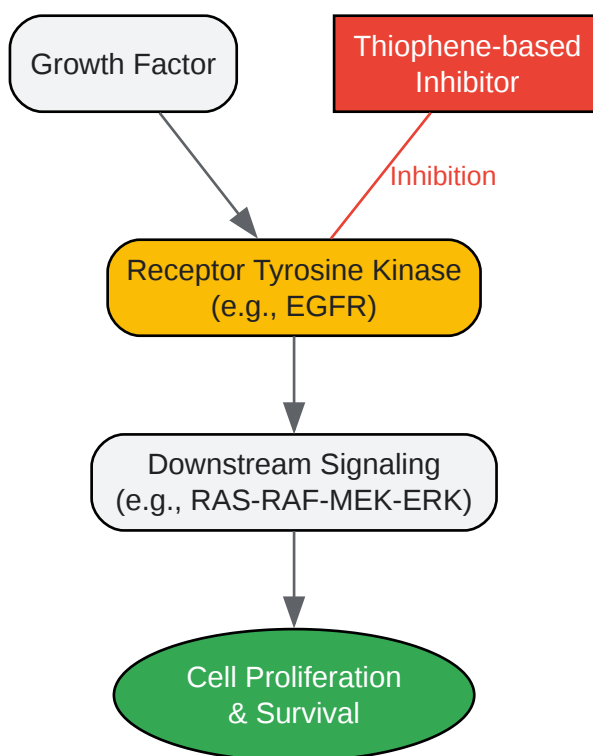 Growth Factor
Thiophene-based
Inhibitor
Inhibition
Receptor Tyrosine Kinase
(e.g., EGFR)
Downstream Signaling
(e.g., RAS-RAF-MEK-ERK)
Cell Proliferation
& Survival